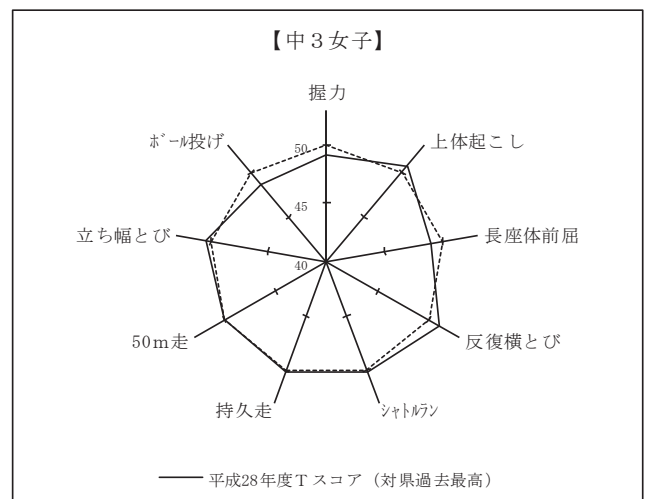 【中３女子】
握力
ﾎﾞｰﾙ投げ
上体起こし
50
立ち幅とび
45
長座体前屈
40
50ｍ走
反復横とび
持久走
ｼｬﾄﾙﾗﾝ
平成28年度Ｔスコア（対県過去最高）